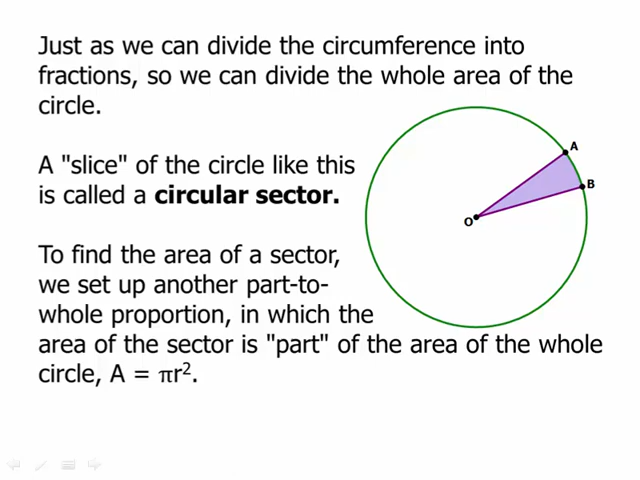 Just as we can divide the circumference into
fractions, so we can divide the whole area of the
circle.
A "slice" of the circle like this
is called a circular sector.
To find the area of a sector,
we set up another part-to-
whole proportion, in which the
area of the sector is "part" of the area of the whole
circle, A = πr².
A
B
O